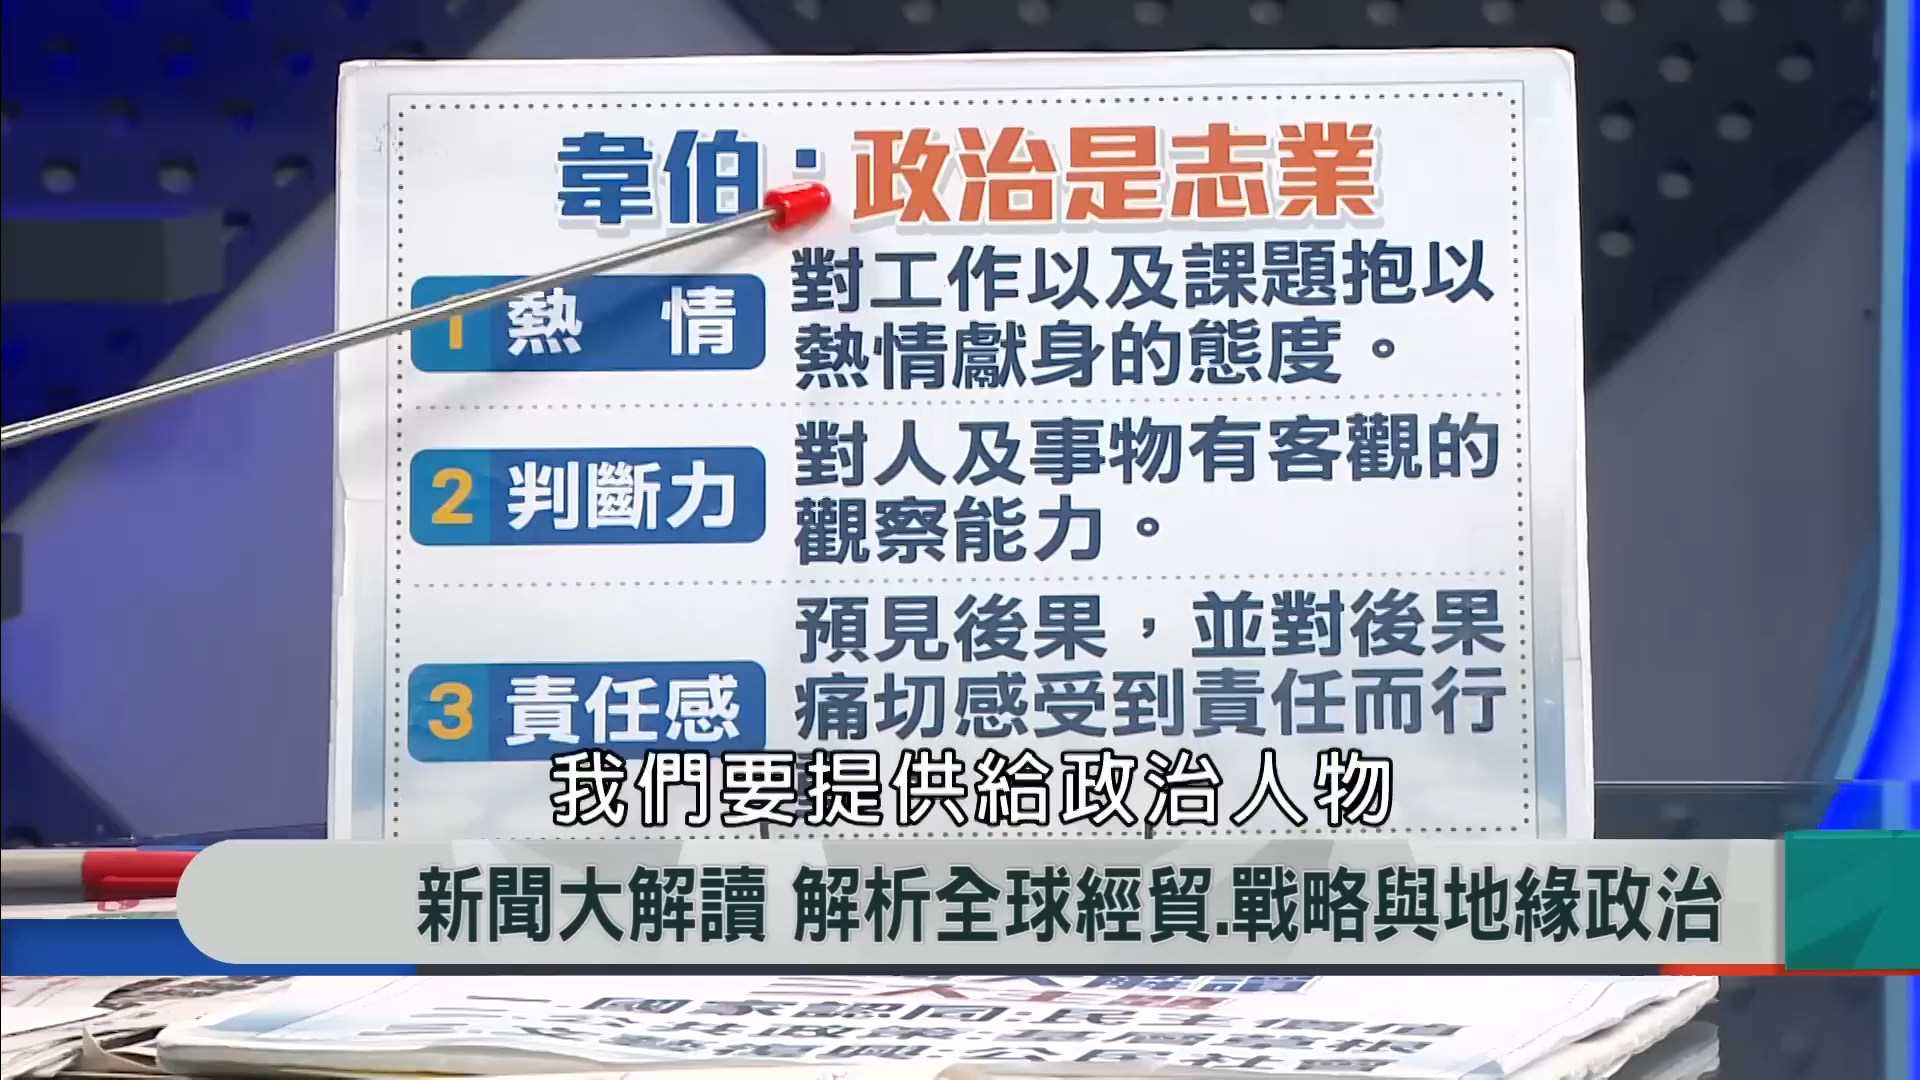 韋伯：政治是志業
1 熱情
對工作以及課題抱以
熱情獻身的態度。
2 判斷力
對人及事物有客觀的
觀察能力。
3 責任感
預見後果，並對後果
痛切感受到責任而行
我們要提供給政治人物
新聞大解讀 解析全球經貿.戰略與地緣政治